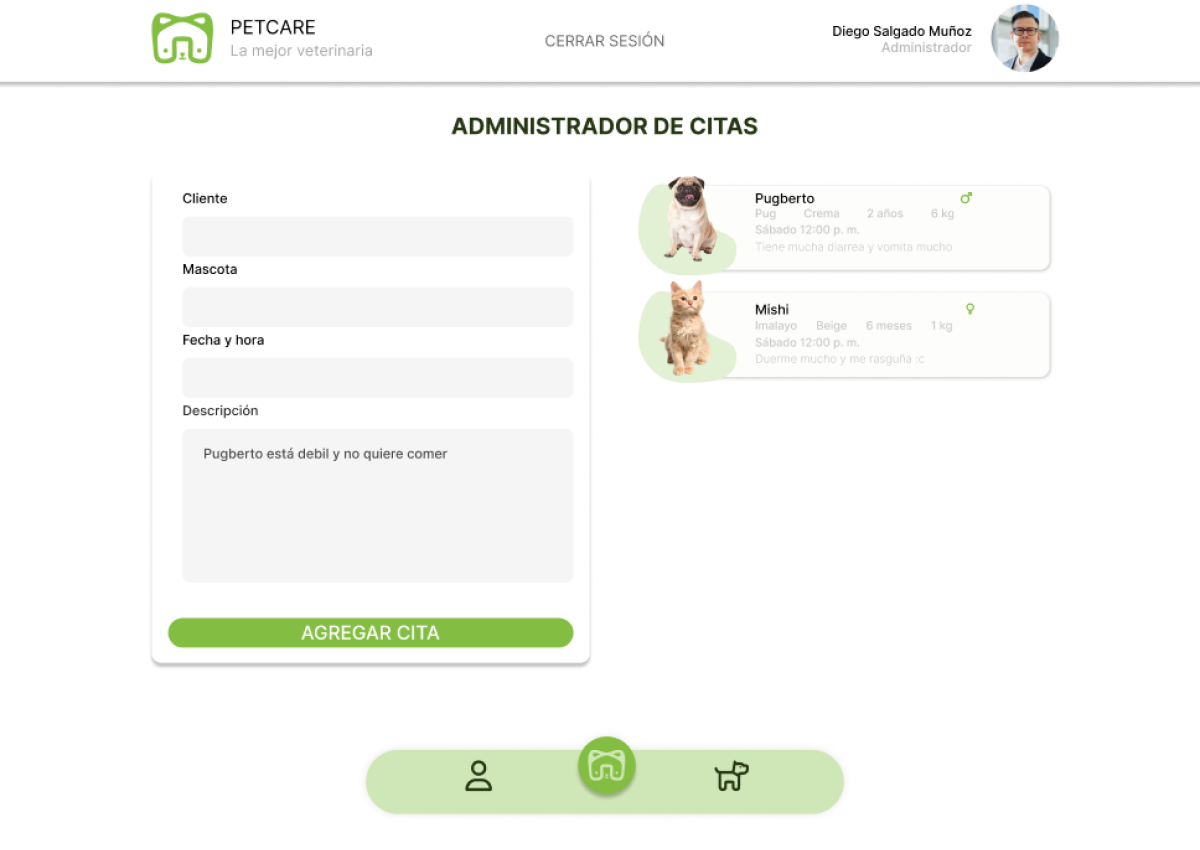 PETCARE
La mejor veterinaria
CERRAR SESIÓN
Diego Salgado Muñoz
Administrador
ADMINISTRADOR DE CITAS
Cliente
Mascota
Fecha y hora
Descripción
Pugberto está debil y no quiere comer
AGREGAR CITA
Pugberto
Pug Crema 2 años 6 kg
Sábado 12:00 p. m.
Tiene mucha diarrea y vomita mucho
Mishi
Imalayo Beige 6 meses 1 kg
Sábado 12:00 p. m.
Duerme mucho y me rasguña :c